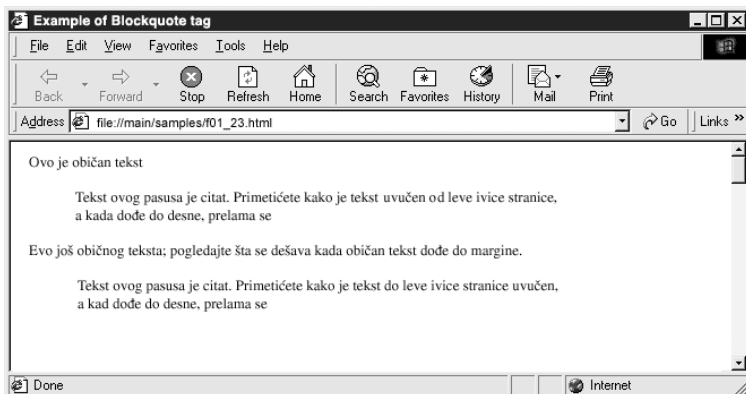 Example of Blockquote tag
File Edit View Favorites Tools Help
Back Forward Stop Refresh Home Search Favorites History Mail Print
Address file://main/samples/f01_23.html Go Links »
Ovo je običan tekst
Tekst ovog pasusa je citat. Primetićete kako je tekst uvučen od leve ivice stranice,
a kada dođe do desne, prelama se
Evo još običnog teksta; pogledajte šta se dešava kada običan tekst dođe do margine.
Tekst ovog pasusa je citat. Primetićete kako je tekst do leve ivice stranice uvučen,
a kad dođe do desne, prelama se
Done Internet